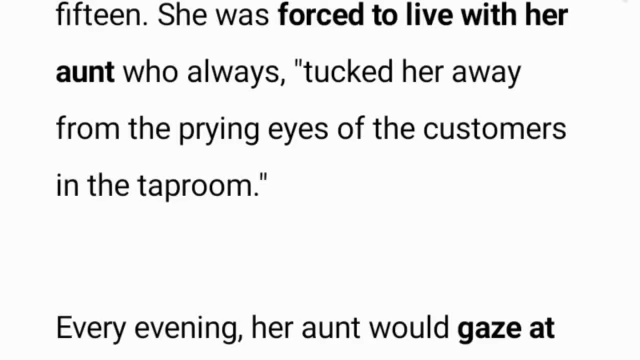 fifteen. She was forced to live with her
aunt who always, "tucked her away
from the prying eyes of the customers
in the taproom."
Every evening, her aunt would gaze at